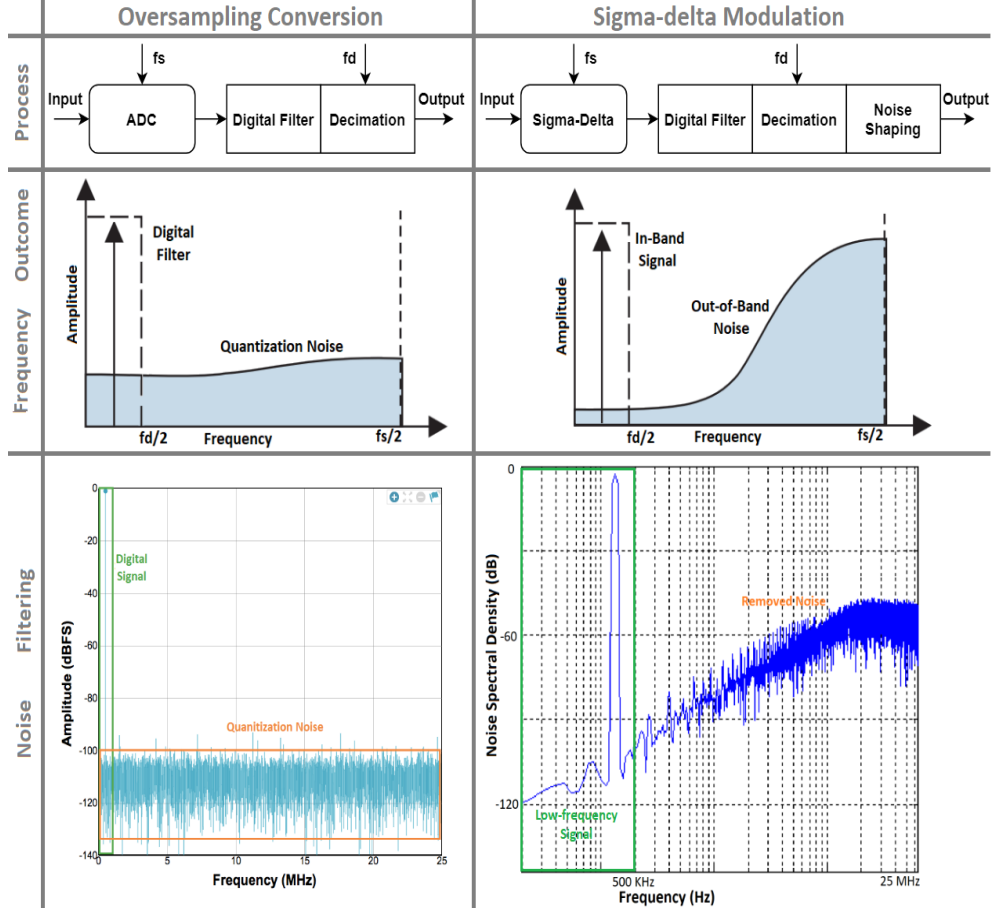 Oversampling Conversion
Sigma-delta Modulation
Process
fs
fd
Input
ADC
Digital Filter
Decimation
Output
fs
fd
Input
Sigma-Delta
Digital Filter
Decimation
Noise
Shaping
Output
Frequency Outcome
Amplitude
Digital
Filter
Quantization Noise
fd/2
Frequency
fs/2
Amplitude
In-Band
Signal
Out-of-Band
Noise
fd/2
Frequency
fs/2
Noise Filtering
Amplitude (dBFS)
0
-20
-40
-60
-80
-100
-120
-140
Digital
Signal
Quanitization Noise
0
5
10
15
20
25
Frequency (MHz)
Noise Spectral Density (dB)
0
-60
-120
Removed Noise
Low-frequency
Signal
500 KHz
25 MHz
Frequency (Hz)